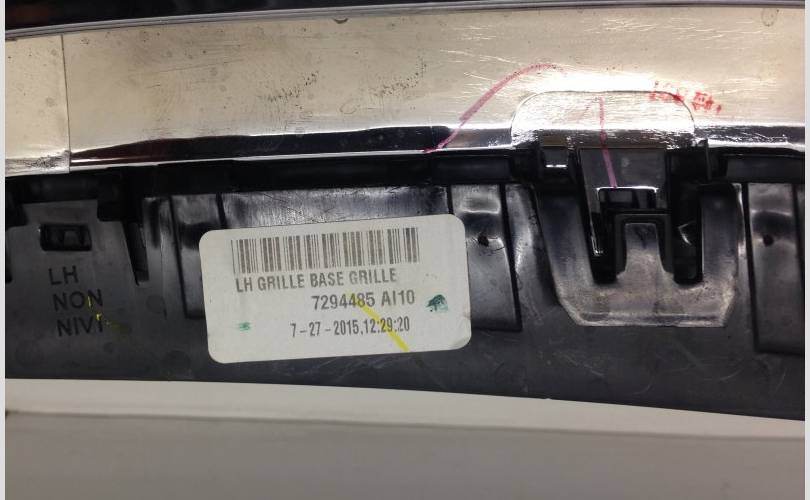 LH
NON
NIVI
LH GRILLE BASE GRILLE
7294485 AI10
7-27-2015,12:29:20